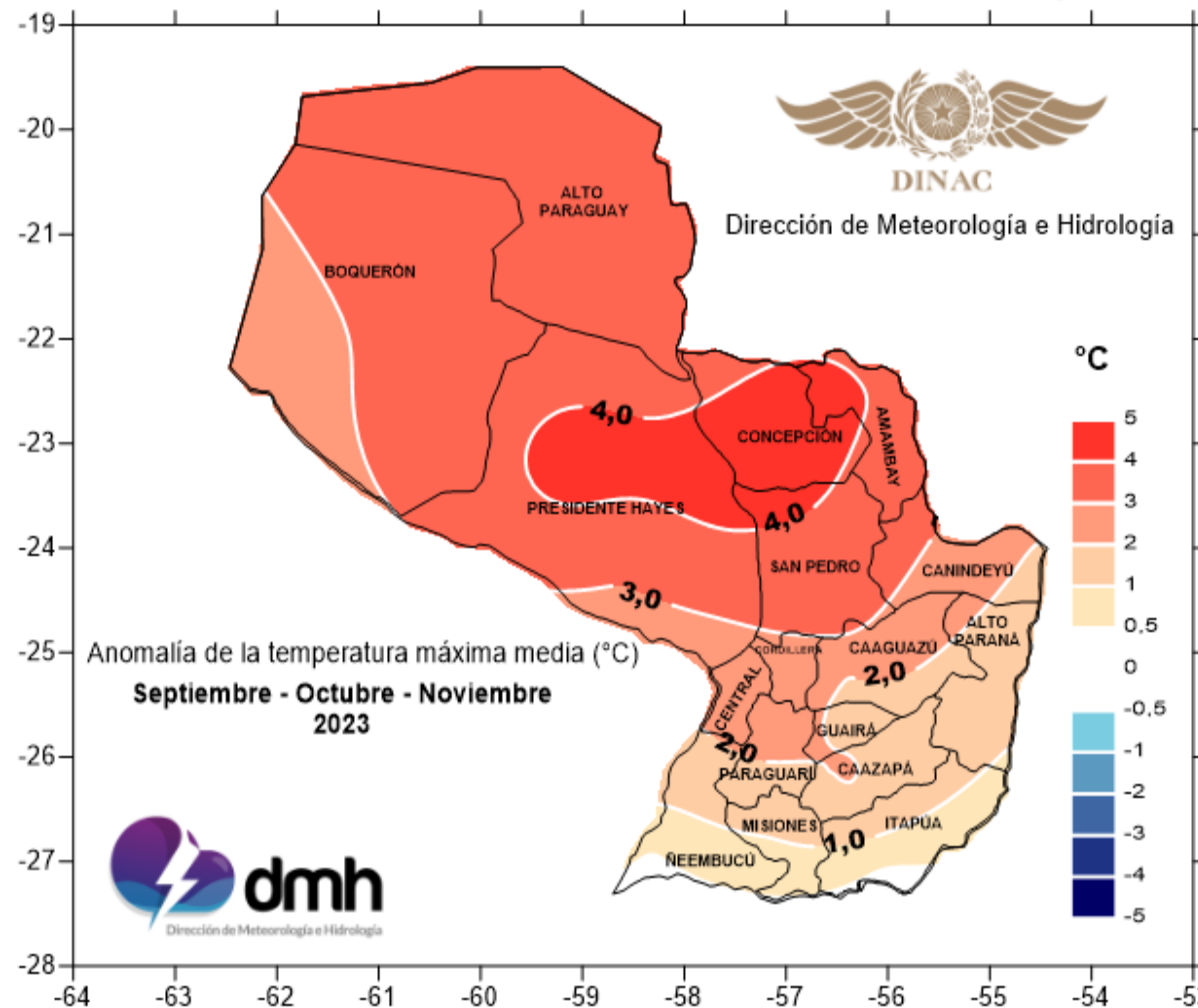 -19
-20
-21
-22
-23
-24
-25
-26
-27
-28
-64
-63
-62
-61
-60
-59
-58
-57
-56
-55
DINAC
Dirección de Meteorología e Hidrología
ALTO
PARAGUAY
BOQUERÓN
4,0
CONCEPCIÓN
AMAMBAY
PRESIDENTE HAYES
4,0
SAN PEDRO
CANINDEYÚ
3,0
ALTO
PARANÁ
CORDILLERA
CAAGUAZÚ
2,0
CENTRAL
GUAIRÁ
2,0
PARAGUARÍ
CAAZAPÁ
MISIONES
ITAPÚA
1,0
ÑEEMBUCÚ
°C
5
4
3
2
1
0,5
0
-0,5
-1
-2
-3
-4
-5
Anomalía de la temperatura máxima media (°C)
Septiembre - Octubre - Noviembre
2023
dmh
Dirección de Meteorología e Hidrología